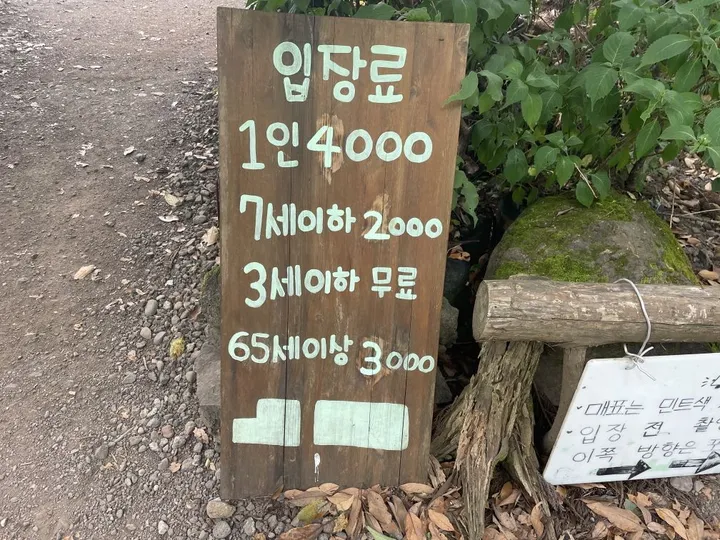 입장료
1인 4000
7세이하 2000
3세이하 무료
65세이상 3000
매표는 민트색
입장 전, 촬
이쪽 방향은